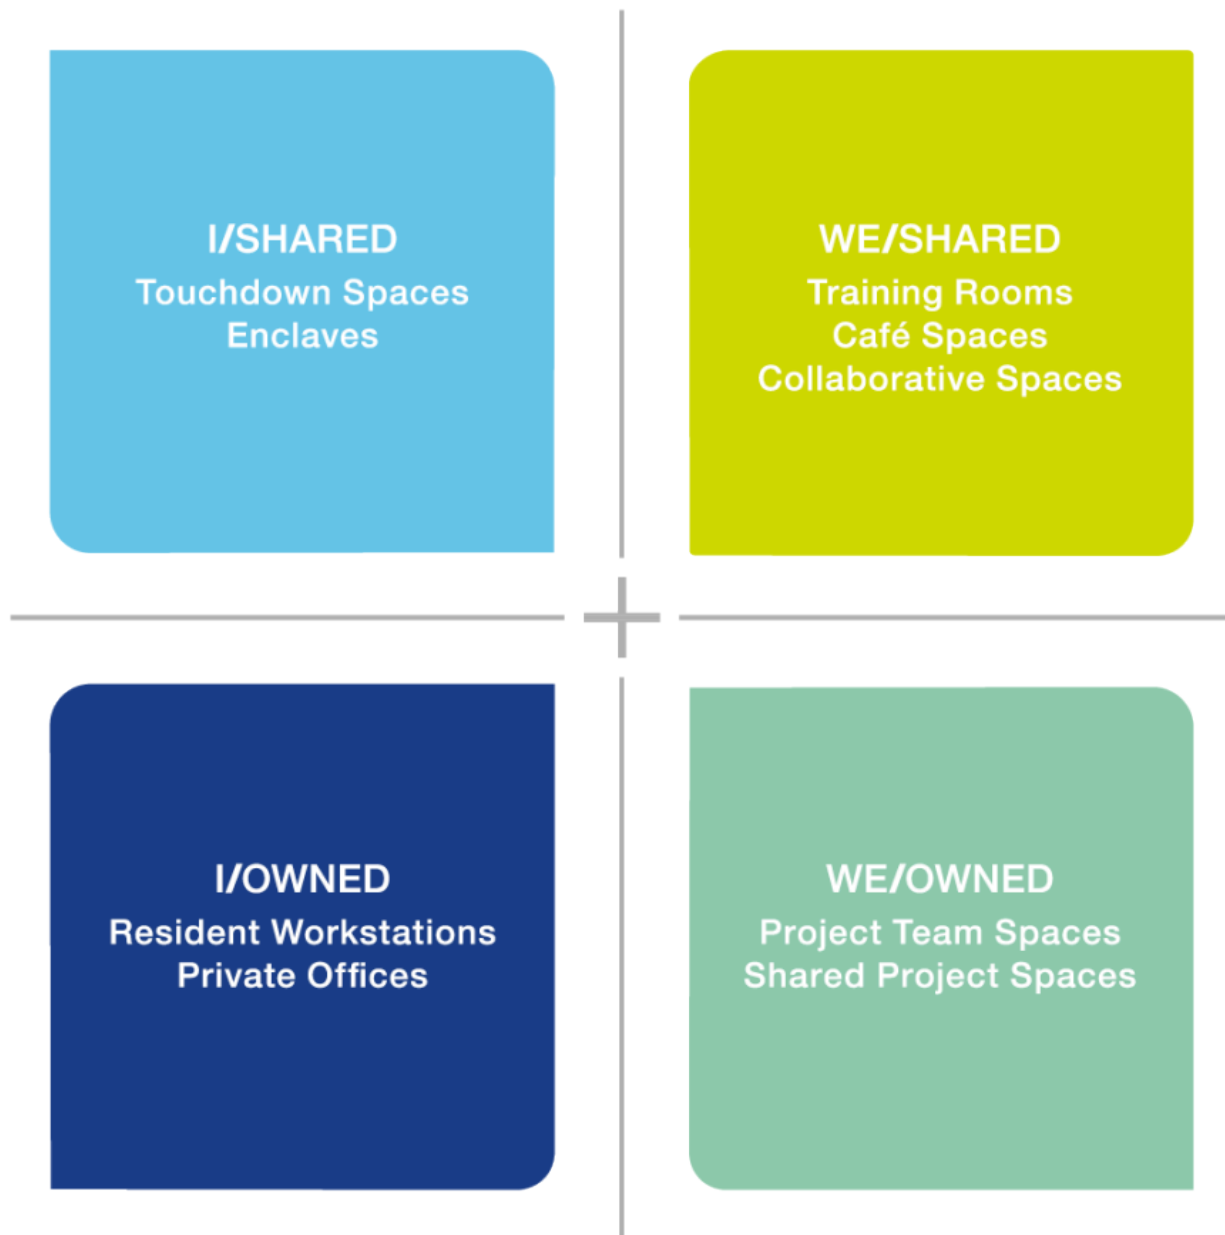 I/SHARED
Touchdown Spaces
Enclaves
WE/SHARED
Training Rooms
Café Spaces
Collaborative Spaces
I/OWNED
Resident Workstations
Private Offices
WE/OWNED
Project Team Spaces
Shared Project Spaces